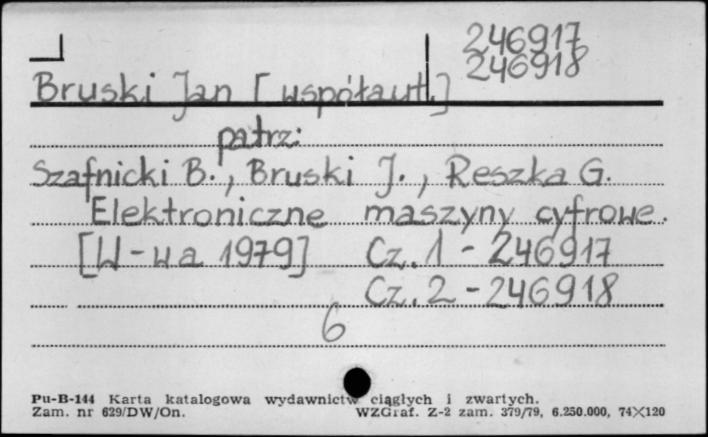 246917
246918
Bruski Jan [współaut.]
patrz:
Szafnicki B., Bruski J., Reszka G.
Elektroniczne maszyny cyfrowe.
[W-wa 1979] Cz. 1 - 246917
Cz. 2 - 246918
6
Pu-B-144 Karta katalogowa wydawnictw ciągłych i zwartych.
Zam. nr 629/DW/On. WZGraf. Z-2 zam. 379/79, 6.250.000, 74×120